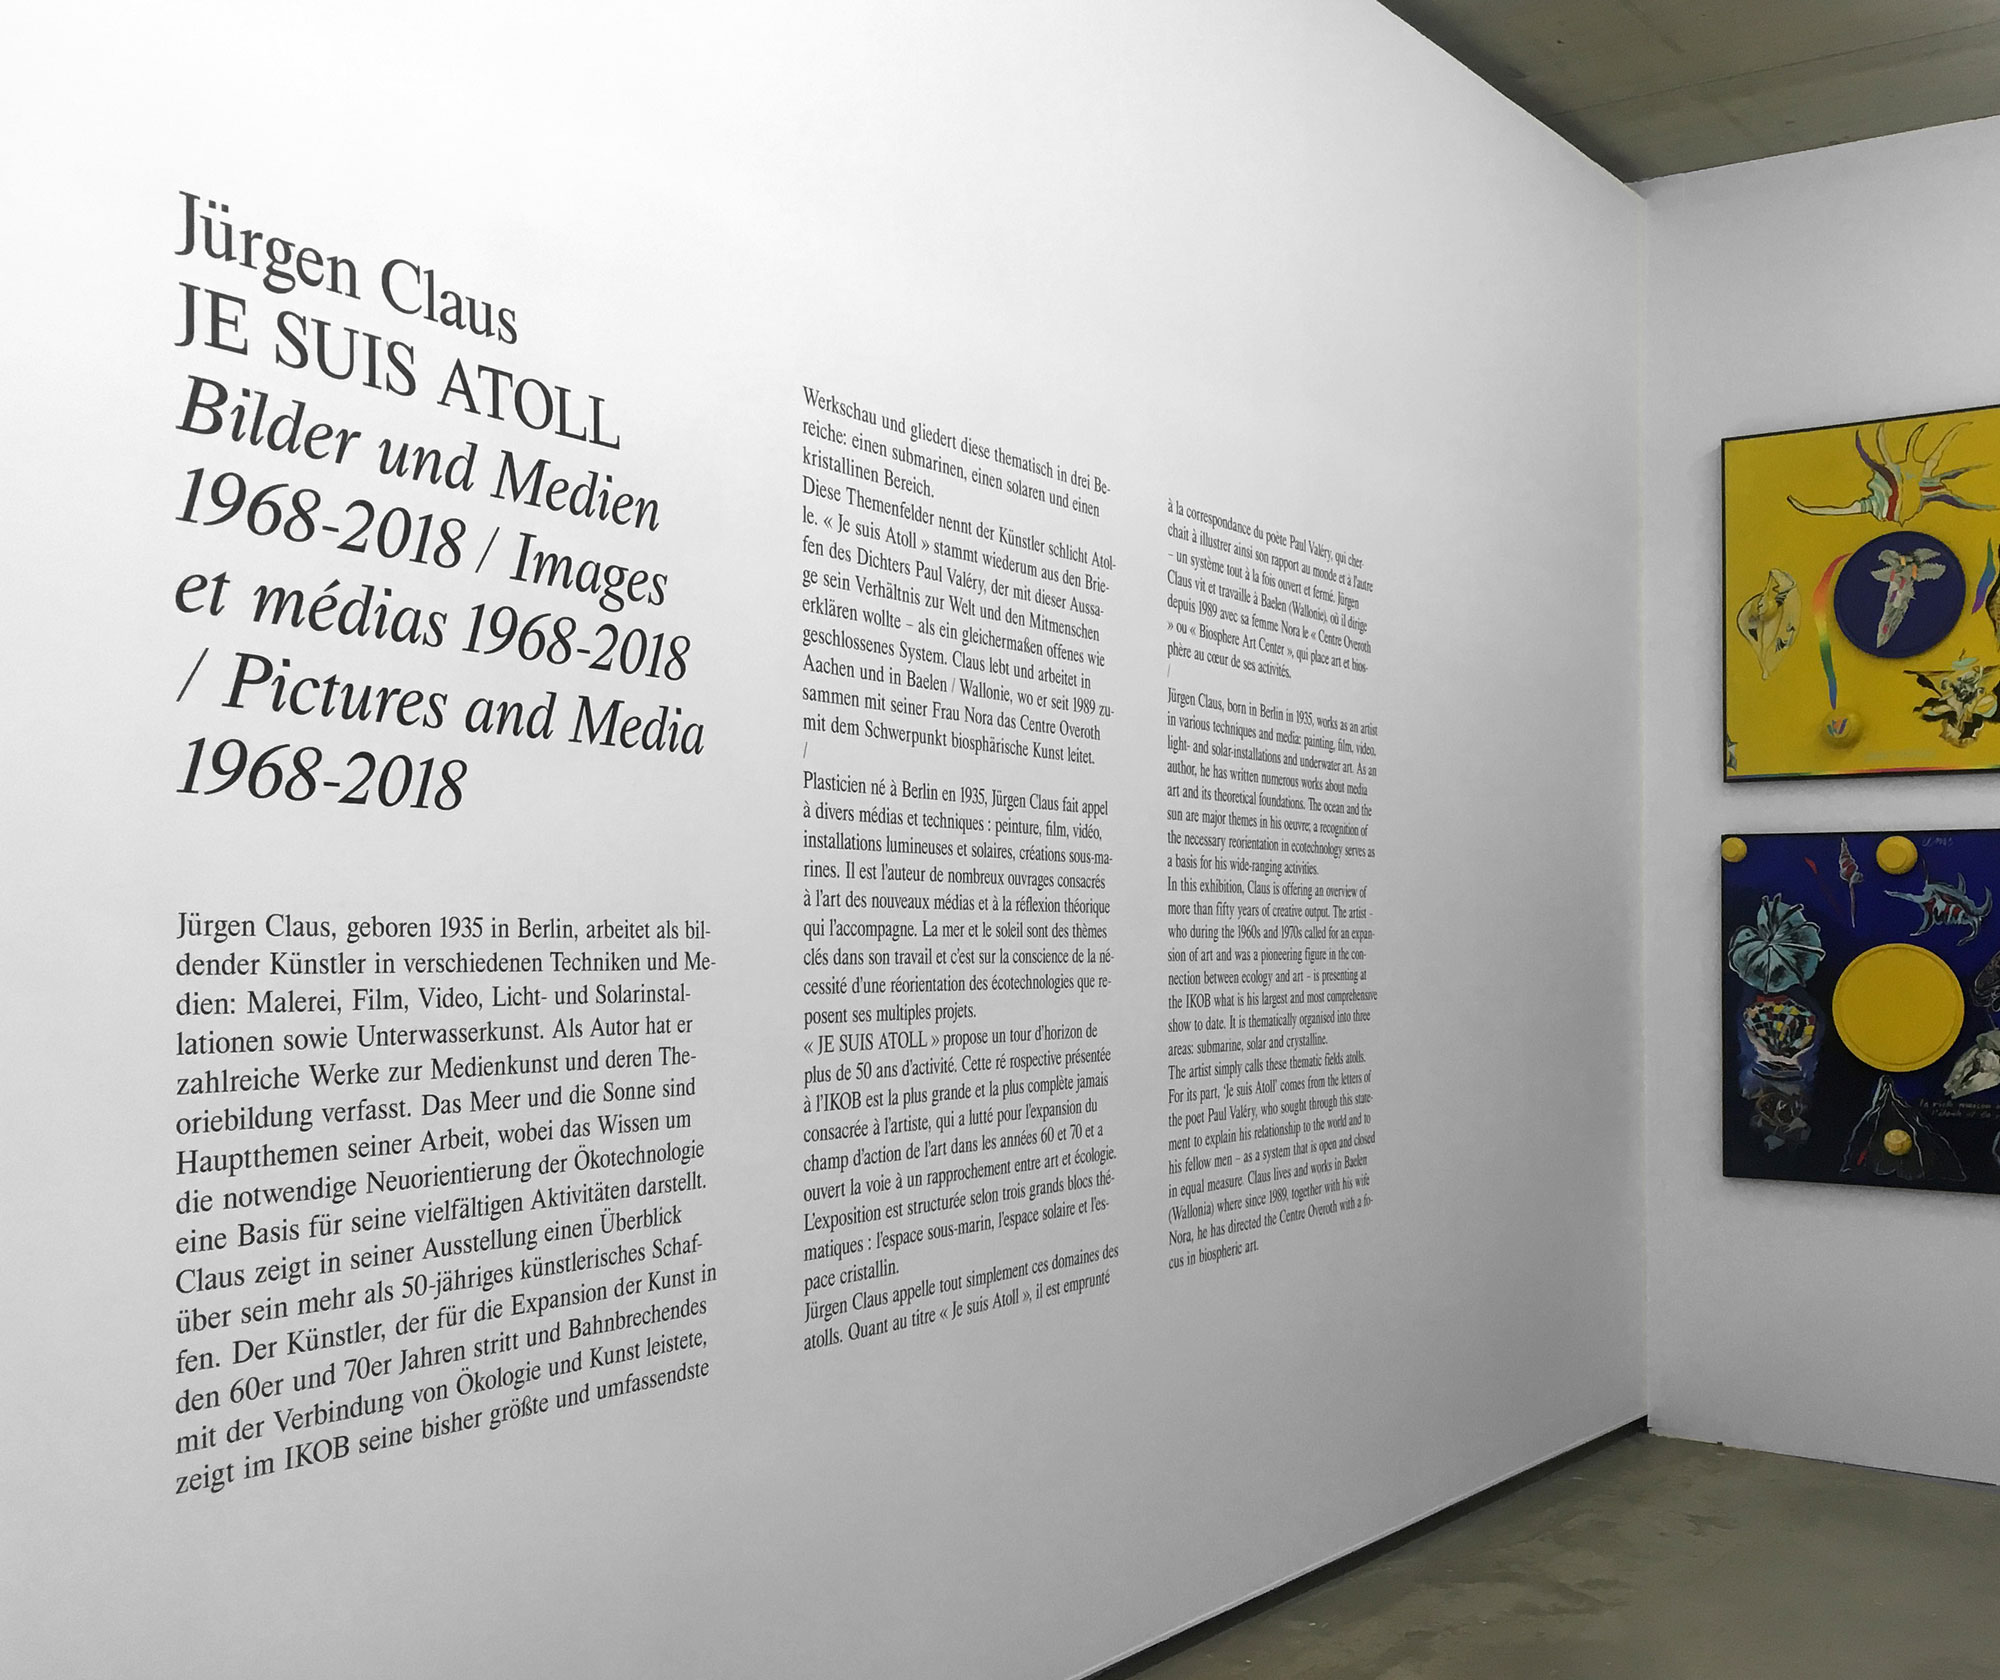 Jürgen Claus
JE SUIS ATOLL
Bilder und Medien
1968-2018 / Images
et médias 1968-2018
/ Pictures and Media
1968-2018
Jürgen Claus, geboren 1935 in Berlin, arbeitet als bil-
dender Künstler in verschiedenen Techniken und Me-
dien: Malerei, Film, Video, Licht- und Solarinstal-
lationen sowie Unterwasserkunst. Als Autor hat er
zahlreiche Werke zur Medienkunst und deren The-
oriebildung verfasst. Das Meer und die Sonne sind
Hauptthemen seiner Arbeit, wobei das Wissen um
die notwendige Neuorientierung der Ökotechnologie
eine Basis für seine vielfältigen Aktivitäten darstellt.
Claus zeigt in seiner Ausstellung einen Überblick
über sein mehr als 50-jähriges künstlerisches Schaf-
fen. Der Künstler, der für die Expansion der Kunst in
den 60er und 70er Jahren stritt und Bahnbrechendes
mit der Verbindung von Ökologie und Kunst leistete,
zeigt im IKOB seine bisher größte und umfassendste
Werkschau und gliedert diese thematisch in drei Be-
reiche: einen submarinen, einen solaren und einen
kristallinen Bereich.
Diese Themenfelder nennt der Künstler schlicht Atol-
le. « Je suis Atoll » stammt wiederum aus den Brie-
fen des Dichters Paul Valéry, der mit dieser Aussa-
ge sein Verhältnis zur Welt und den Mitmenschen
erklären wollte – als ein gleichermaßen offenes wie
geschlossenes System. Claus lebt und arbeitet in
Aachen und in Baelen / Wallonie, wo er seit 1989 zu-
sammen mit seiner Frau Nora das Centre Overoth
mit dem Schwerpunkt biosphärische Kunst leitet.
/
Plasticien né à Berlin en 1935, Jürgen Claus fait appel
à divers médias et techniques : peinture, film, vidéo,
installations lumineuses et solaires, créations sous-ma-
rines. Il est l'auteur de nombreux ouvrages consacrés
à l'art des nouveaux médias et à la réflexion théorique
qui l'accompagne. La mer et le soleil sont des thèmes
clés dans son travail et c'est sur la conscience de la né-
cessité d'une réorientation des écotechnologies que re-
posent ses multiples projets.
« JE SUIS ATOLL » propose un tour d'horizon de
plus de 50 ans d'activité. Cette ré rospective présentée
à l'IKOB est la plus grande et la plus complète jamais
consacrée à l'artiste, qui a lutté pour l'expansion du
champ d'action de l'art dans les années 60 et 70 et a
ouvert la voie à un rapprochement entre art et écologie.
L'exposition est structurée selon trois grands blocs thé-
matiques : l'espace sous-marin, l'espace solaire et l'es-
pace cristallin.
Jürgen Claus appelle tout simplement ces domaines des
atolls. Quant au titre « Je suis Atoll », il est emprunté
à la correspondance du poète Paul Valéry, qui cher-
chait à illustrer ainsi son rapport au monde et à l'autre
– un système tout à la fois ouvert et fermé. Jürgen
Claus vit et travaille à Baelen (Wallonie), où il dirige
depuis 1989 avec sa femme Nora le « Centre Overoth
» ou « Biosphere Art Center », qui place art et bios-
phère au cœur de ses activités.
/
Jürgen Claus, born in Berlin in 1935, works as an artist
in various techniques and media: painting, film, video,
light- and solar-installations and underwater art. As an
author, he has written numerous works about media
art and its theoretical foundations. The ocean and the
sun are major themes in his oeuvre; a recognition of
the necessary reorientation in ecotechnology serves as
a basis for his wide-ranging activities.
In this exhibition, Claus is offering an overview of
more than fifty years of creative output. The artist -
who during the 1960s and 1970s called for an expan-
sion of art and was a pioneering figure in the con-
nection between ecology and art - is presenting at
the IKOB what is his largest and most comprehensive
show to date. It is thematically organised into three
areas: submarine, solar and crystalline.
The artist simply calls these thematic fields atolls.
For its part, 'Je suis Atoll' comes from the letters of
the poet Paul Valéry, who sought through this state-
ment to explain his relationship to the world and to
his fellow men – as a system that is open and closed
in equal measure. Claus lives and works in Baelen
(Wallonia) where since 1989, together with his wife
Nora, he has directed the Centre Overoth with a fo-
cus in biospheric art.